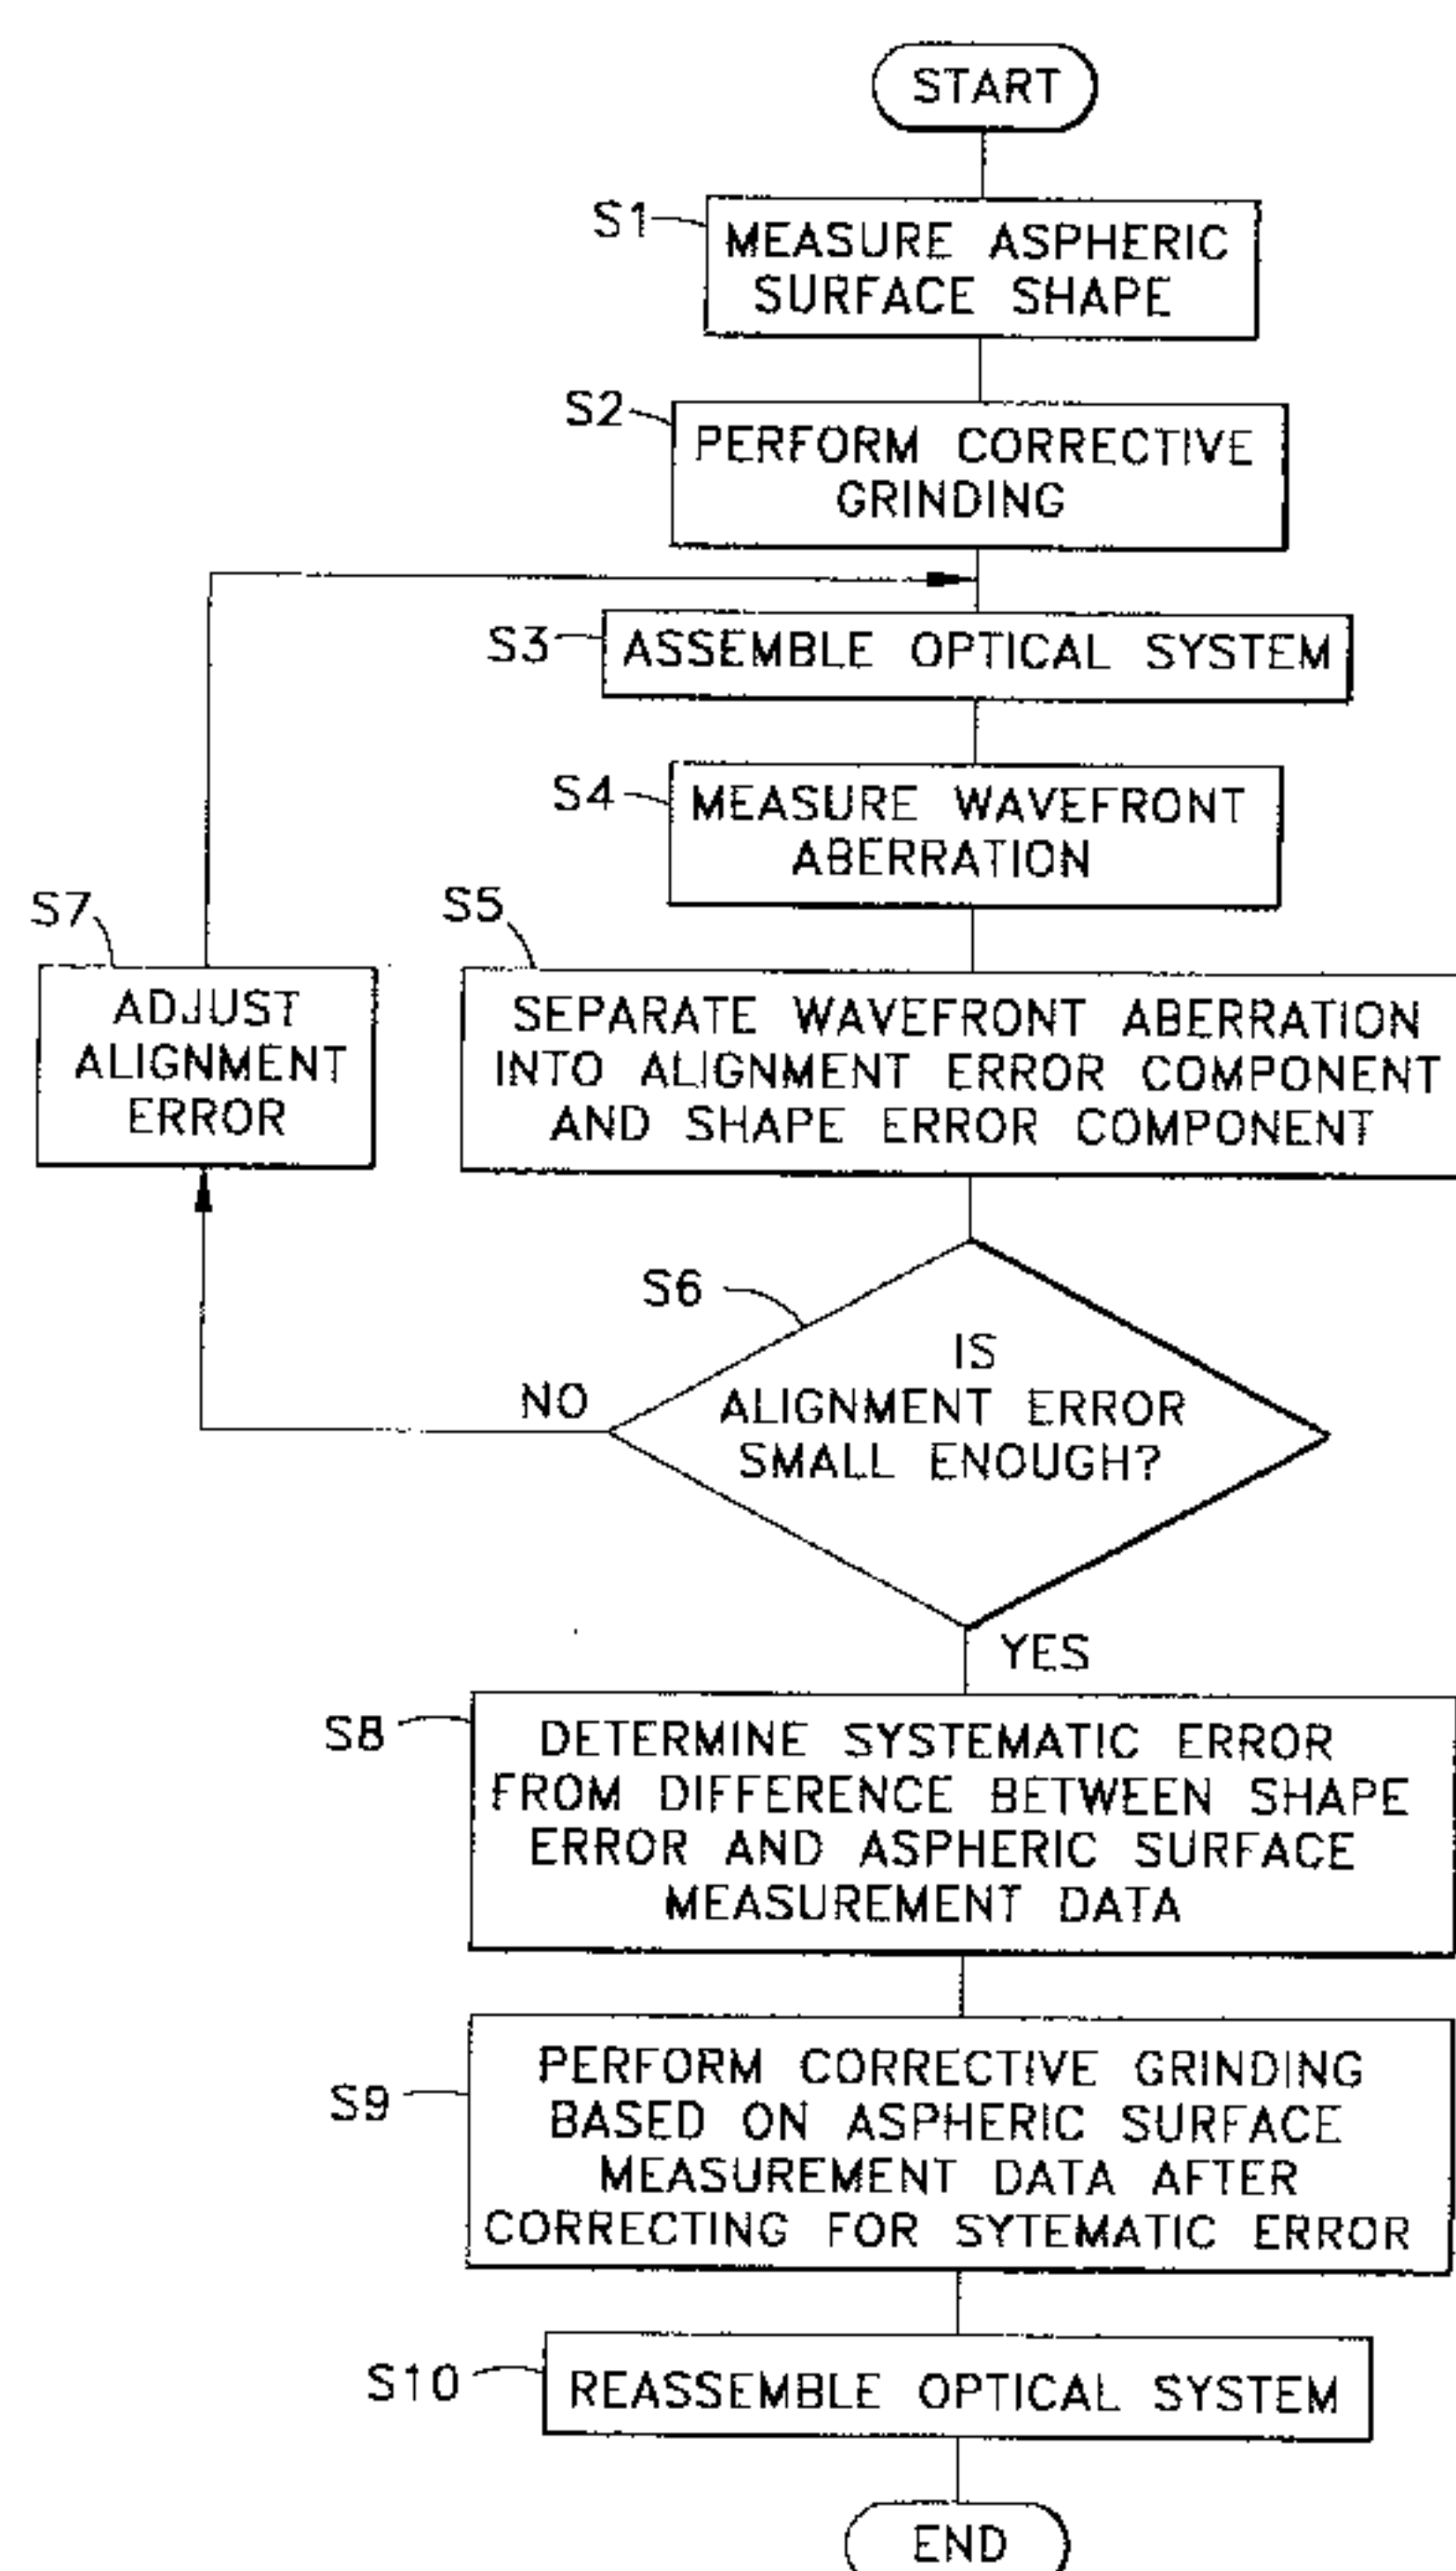 START
S1
MEASURE ASPHERIC
SURFACE SHAPE
S2
PERFORM CORRECTIVE
GRINDING
S3
ASSEMBLE OPTICAL SYSTEM
S4
MEASURE WAVEFRONT
ABERRATION
S5
SEPARATE WAVEFRONT ABERRATION
INTO ALIGNMENT ERROR COMPONENT
AND SHAPE ERROR COMPONENT
S7
ADJUST
ALIGNMENT
ERROR
S6
IS
ALIGNMENT ERROR
SMALL ENOUGH?
NO
YES
S8
DETERMINE SYSTEMATIC ERROR
FROM DIFFERENCE BETWEEN SHAPE
ERROR AND ASPHERIC SURFACE
MEASUREMENT DATA
S9
PERFORM CORRECTIVE GRINDING
BASED ON ASPHERIC SURFACE
MEASUREMENT DATA AFTER
CORRECTING FOR SYTEMATIC ERROR
S10
REASSEMBLE OPTICAL SYSTEM
END